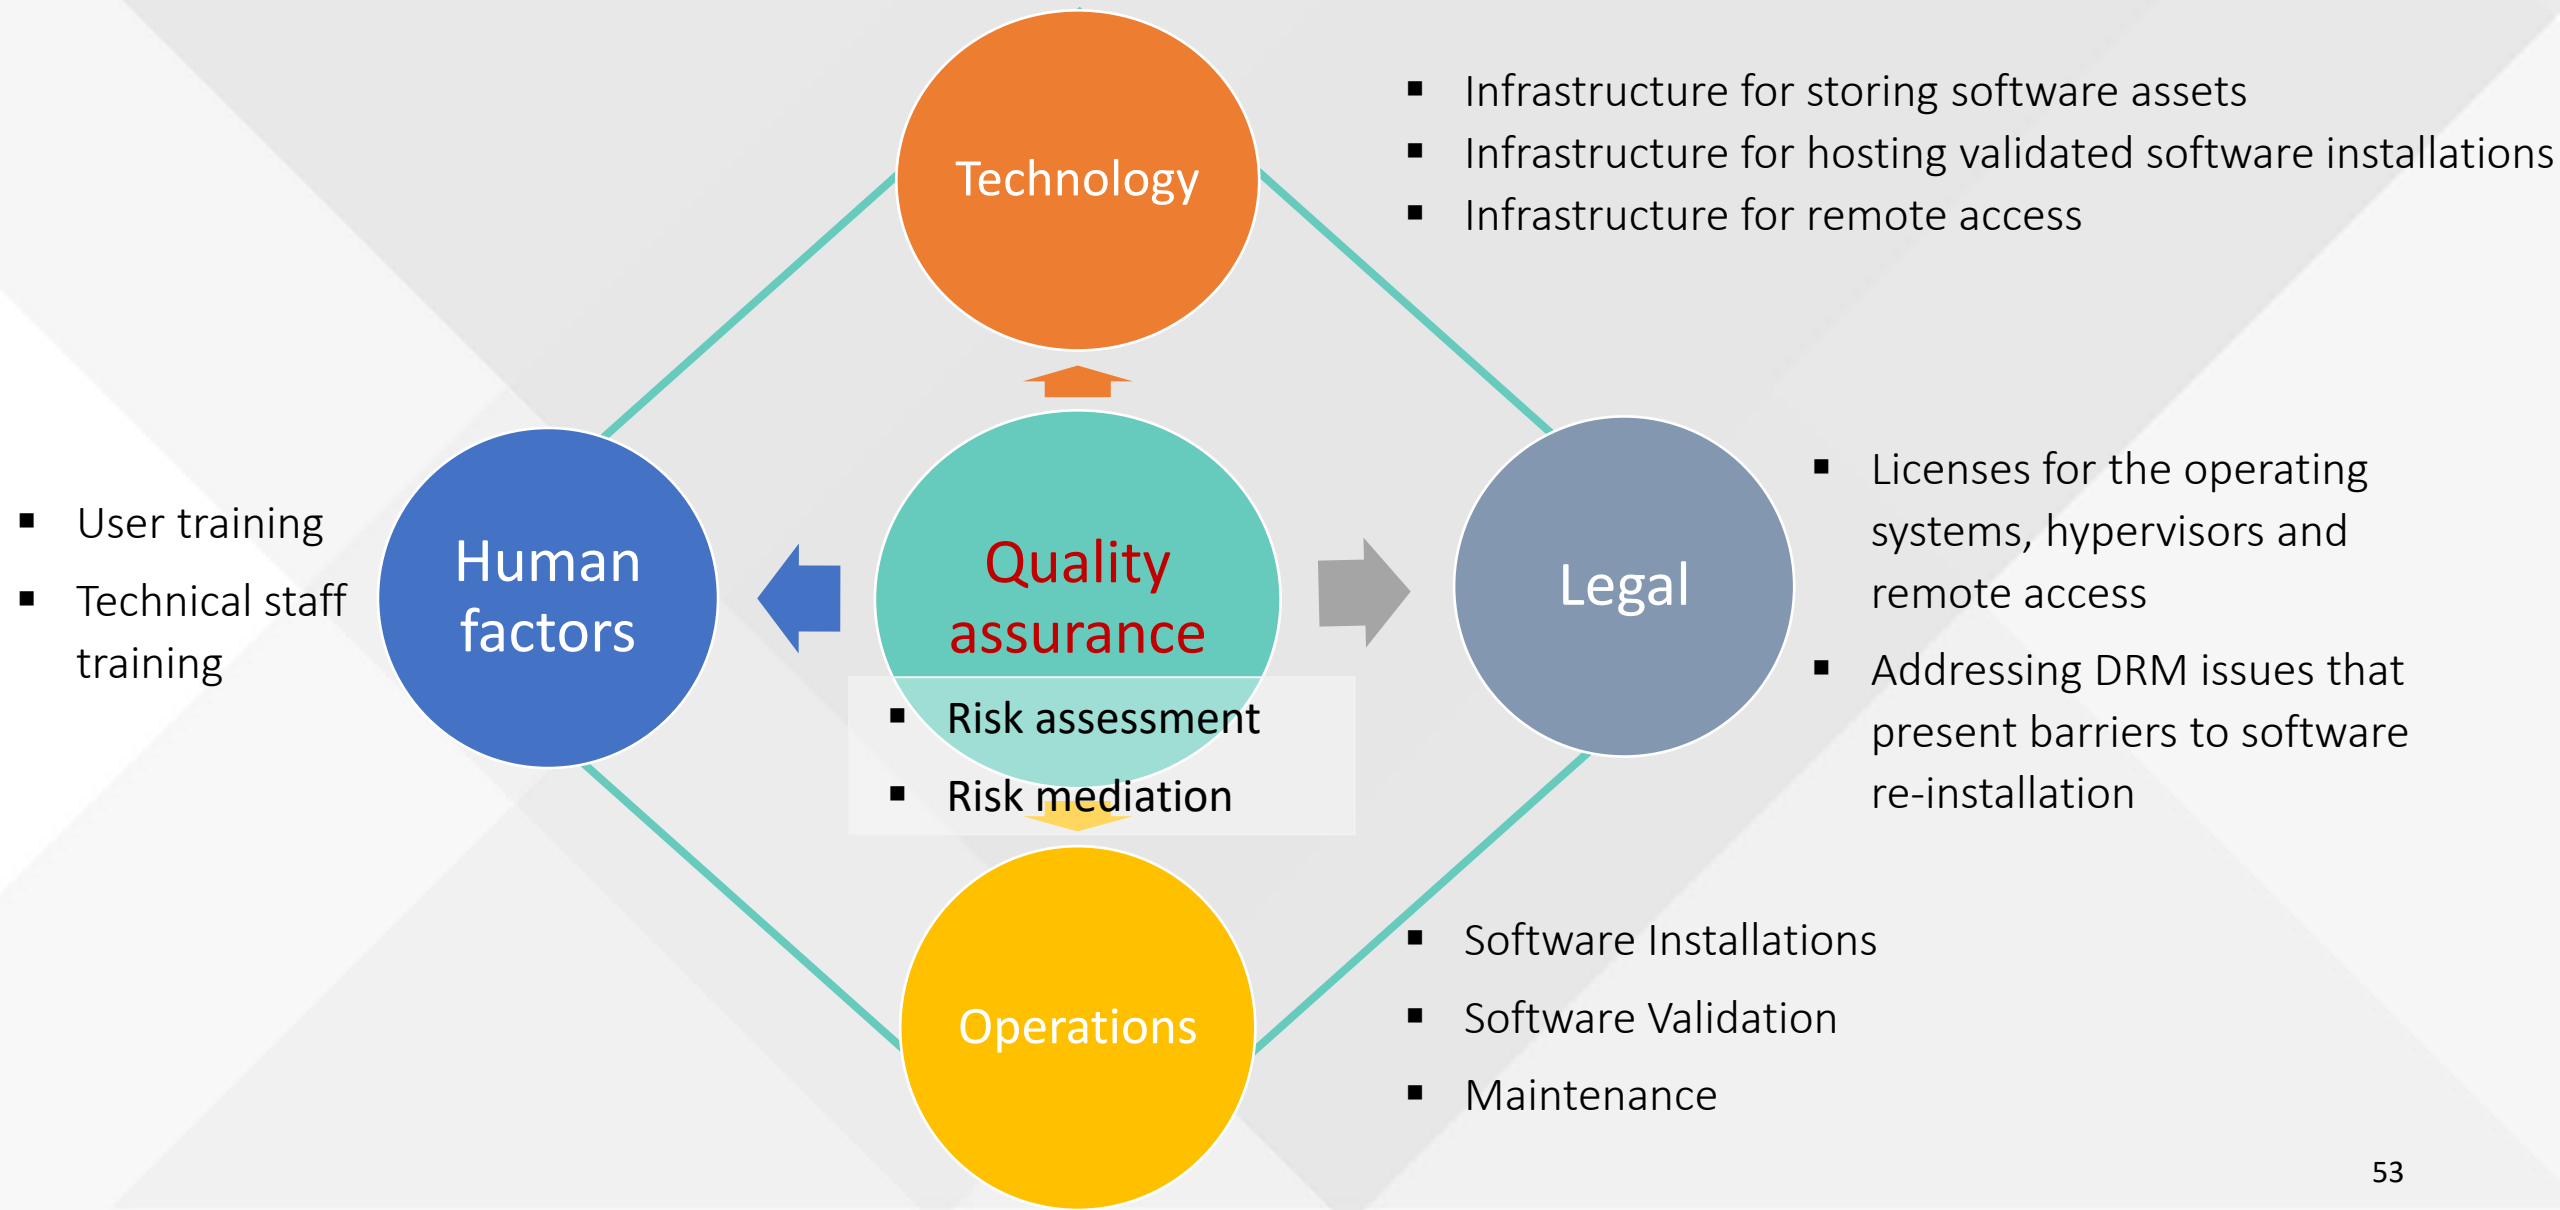 Technology
▪ Infrastructure for storing software assets
▪ Infrastructure for hosting validated software installations
▪ Infrastructure for remote access
▪ User training
▪ Technical staff
training
Human
factors
Quality
assurance
▪ Risk assessment
▪ Risk mediation
Legal
▪ Licenses for the operating
systems, hypervisors and
remote access
▪ Addressing DRM issues that
present barriers to software
re-installation
Operations
▪ Software Installations
▪ Software Validation
▪ Maintenance
53